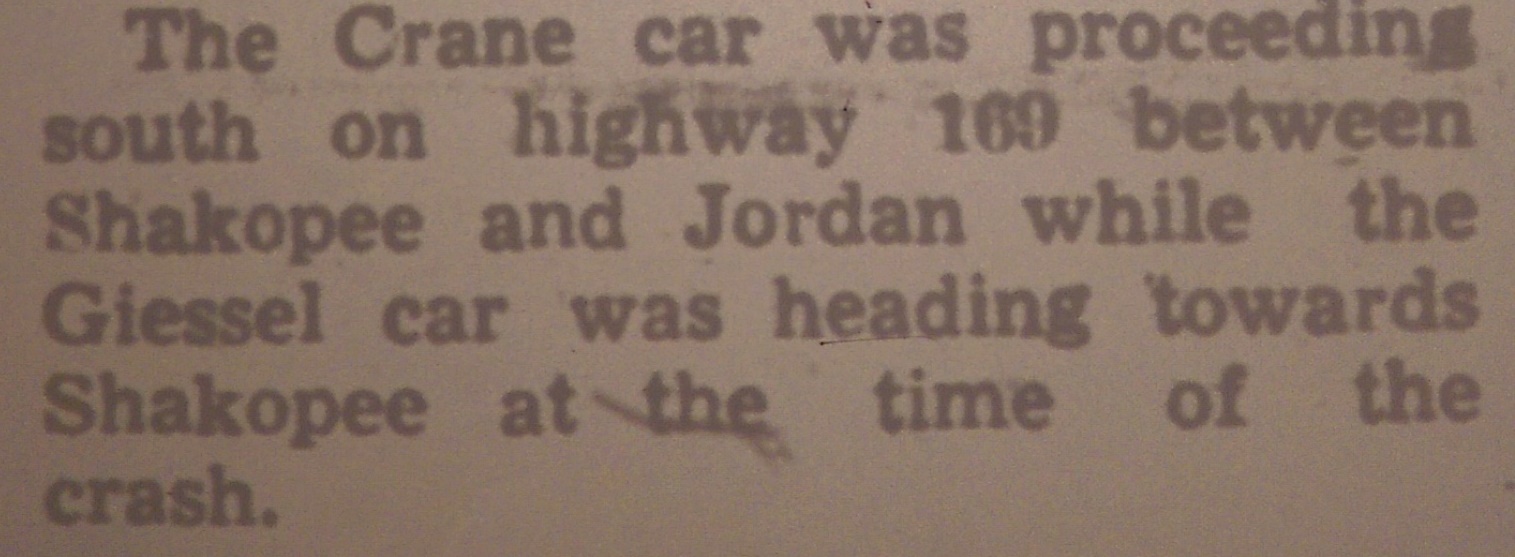 The Crane car was proceeding
south on highway 169 between
Shakopee and Jordan while the
Giessel car was heading towards
Shakopee at the time of the
crash.